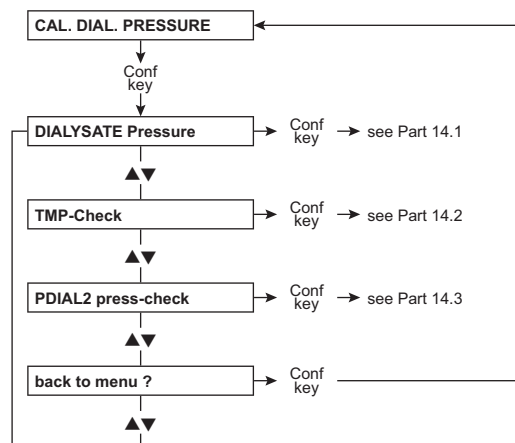 CAL. DIAL. PRESSURE
Conf
key
DIALYSATE Pressure
Conf
key
see Part 14.1
▲▼
TMP-Check
Conf
key
see Part 14.2
▲▼
PDIAL2 press-check
Conf
key
see Part 14.3
▲▼
back to menu ?
Conf
key
▲▼